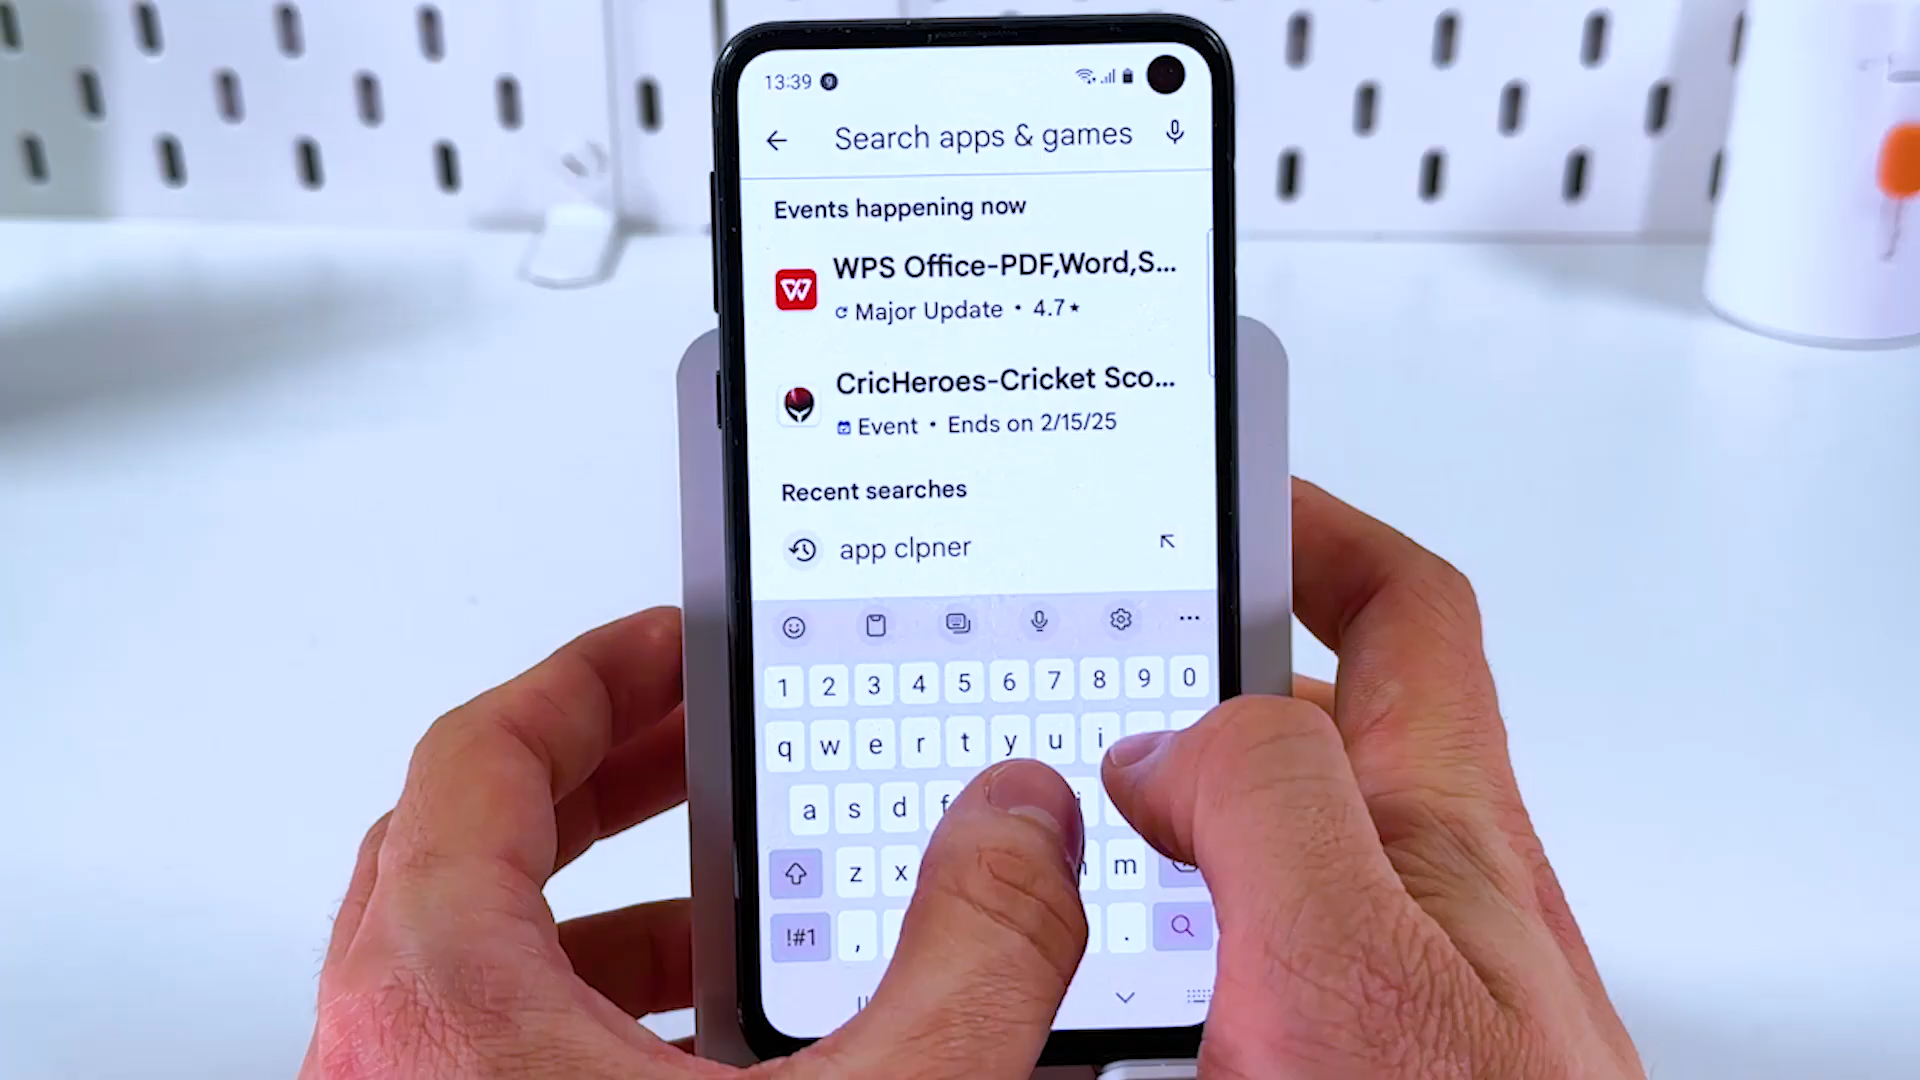 13:39
Search apps & games
Events happening now
WPS Office-PDF,Word,S...
Major Update • 4.7★
CricHeroes-Cricket Sco...
Event • Ends on 2/15/25
Recent searches
app clpner
1 2 3 4 5 6 7 8 9 0
q w e r t y u i
a s d f
z x m
!#1 , .